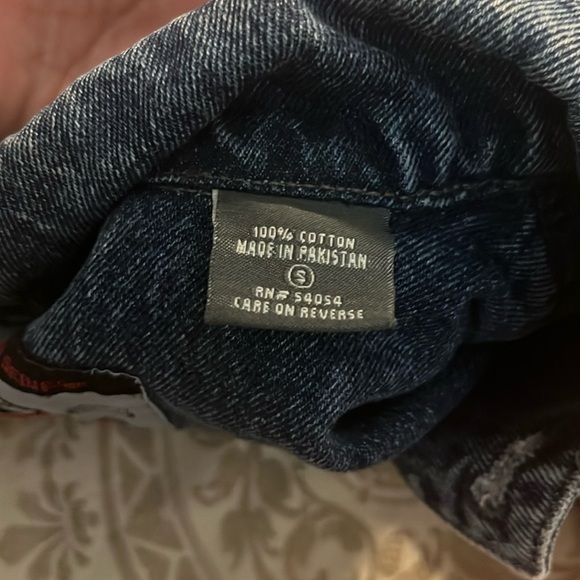 100% COTTON
MADE IN PAKISTAN
S
RN# 54054
CARE ON REVERSE